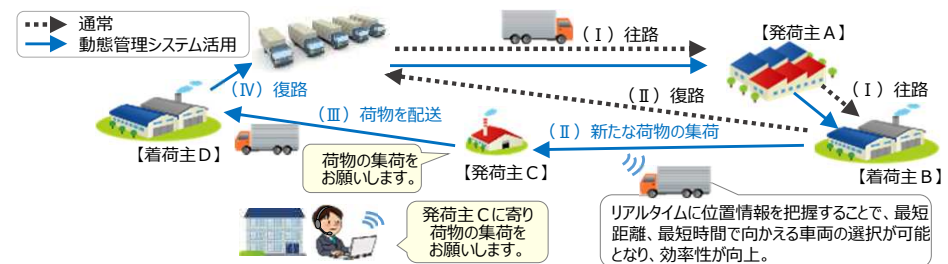 通常
動態管理システム活用
（Ⅰ）往路
【発荷主Ａ】
（Ⅳ）復路
（Ⅱ）復路
（Ⅰ）往路
（Ⅲ）荷物を配送
（Ⅱ）新たな荷物の集荷
【着荷主Ｄ】
【発荷主Ｃ】
【着荷主Ｂ】
荷物の集荷を
お願いします。
発荷主Ｃに寄り
荷物の集荷を
お願いします。
リアルタイムに位置情報を把握することで、最短
距離、最短時間で向かえる車両の選択が可能
となり、効率性が向上。